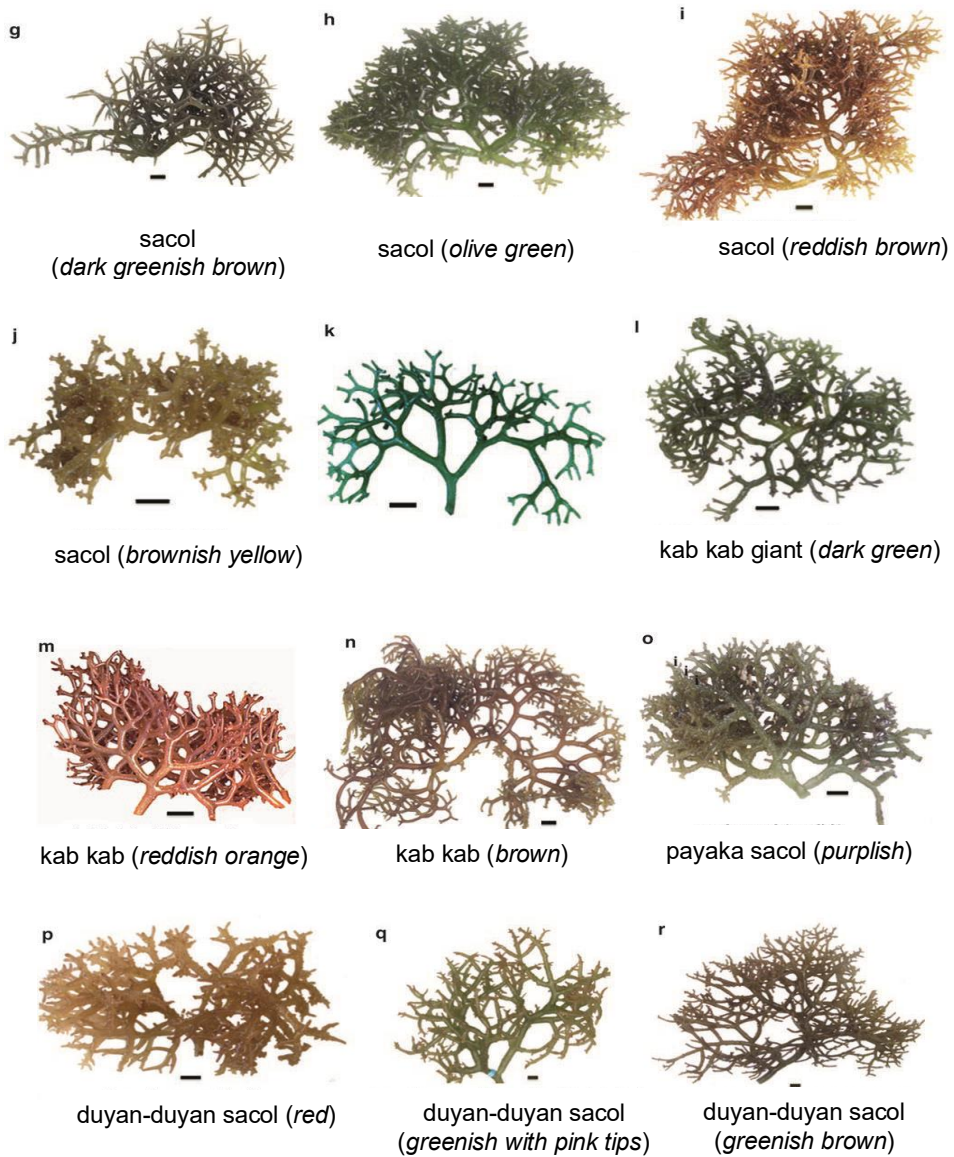 g
h
i
sacol
(dark greenish brown)
sacol (olive green)
sacol (reddish brown)
j
k
l
sacol (brownish yellow)
kab kab giant (dark green)
m
n
o
i
i
i
kab kab (reddish orange)
kab kab (brown)
payaka sacol (purplish)
p
q
r
duyan-duyan sacol (red)
duyan-duyan sacol
(greenish with pink tips)
duyan-duyan sacol
(greenish brown)